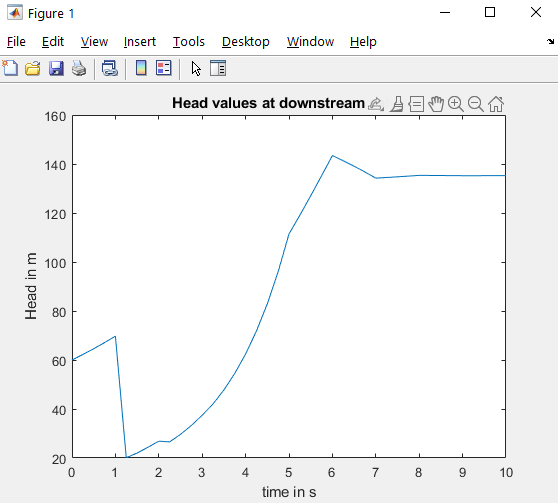 Figure 1
File Edit View Insert Tools Desktop Window Help
Head values at downstream
160
140
120
100
80
60
40
20
Head in m
0 1 2 3 4 5 6 7 8 9 10
time in s